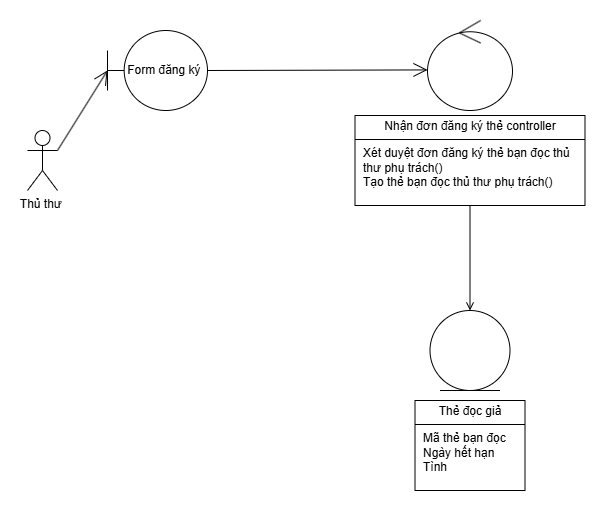 Form đăng ký
Thủ thư
Nhận đơn đăng ký thẻ controller
Xét duyệt đơn đăng ký thẻ bạn đọc thủ
thư phụ trách()
Tạo thẻ bạn đọc thủ thư phụ trách()
Thẻ đọc giả
Mã thẻ bạn đọc
Ngày hết hạn
Tình